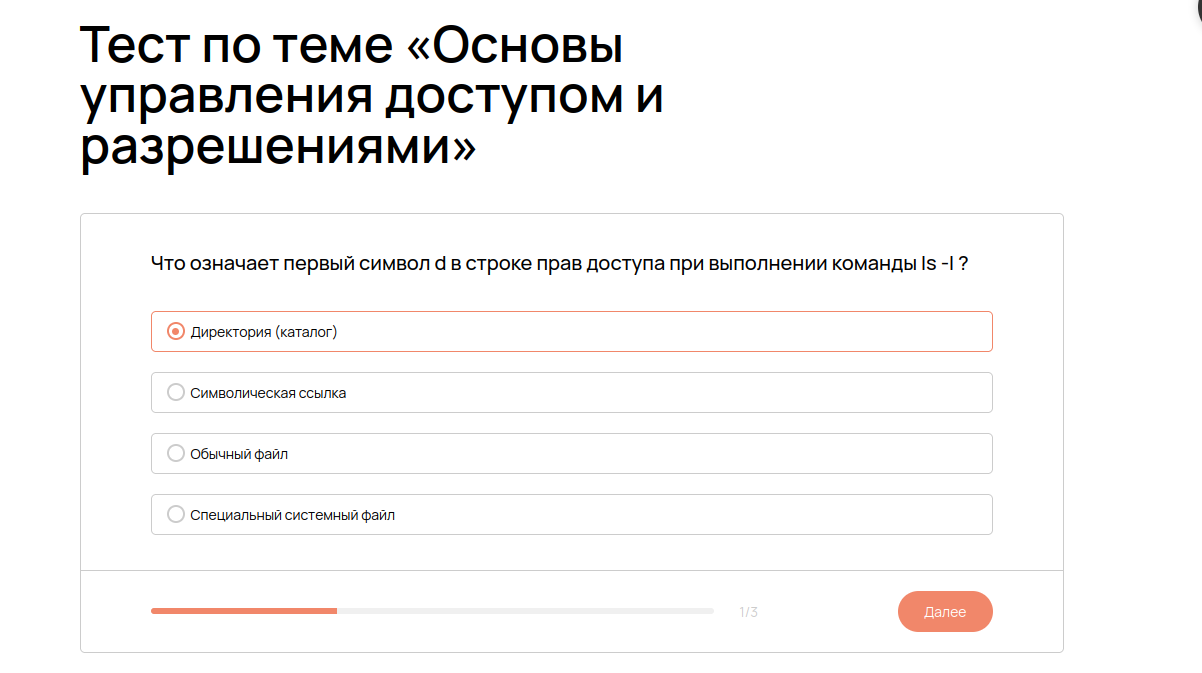 Тест по теме «Основы
управления доступом и
разрешениями»
Что означает первый символ d в строке прав доступа при выполнении команды ls -l ?
Директория (каталог)
Символическая ссылка
Обычный файл
Специальный системный файл
1/3
Далее